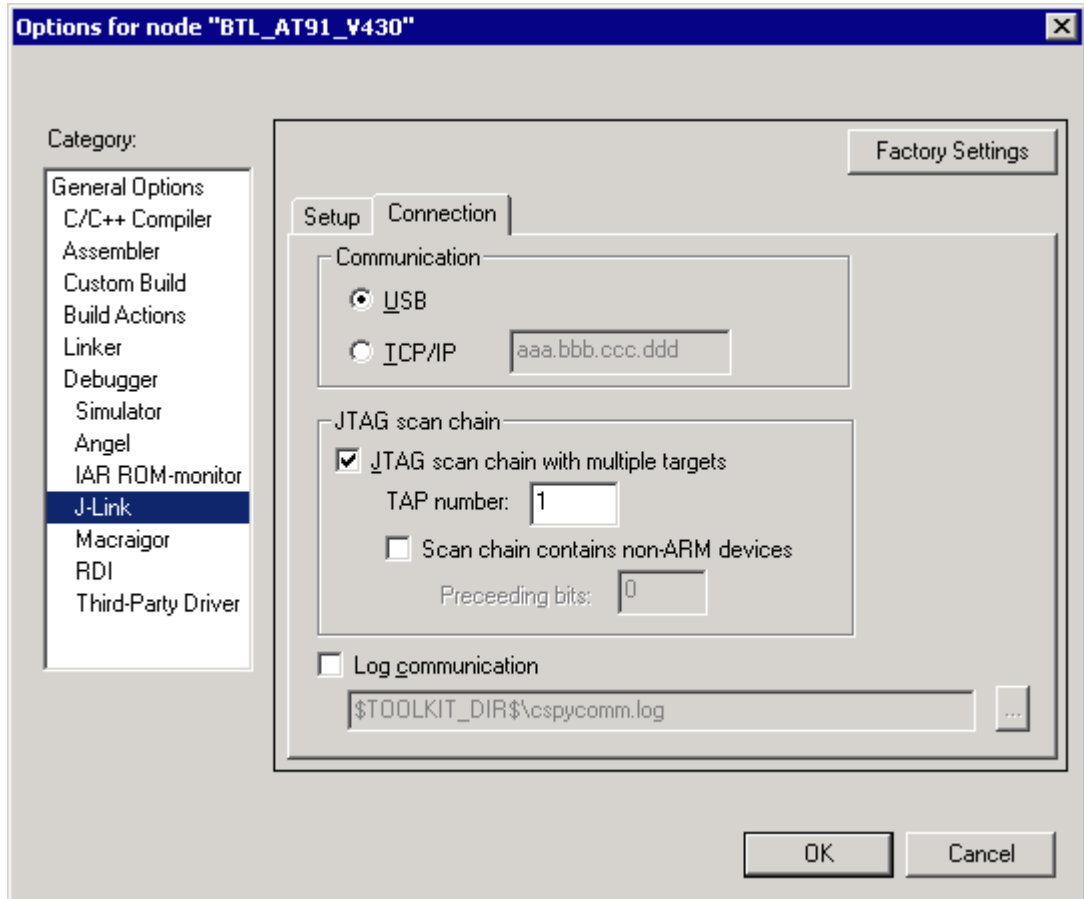 Options for node "BTL_AT91_V430"
Category:
General Options
C/C++ Compiler
Assembler
Custom Build
Build Actions
Linker
Debugger
Simulator
Angel
IAR ROM-monitor
J-Link
Macraigor
RDI
Third-Party Driver
Factory Settings
Setup Connection
Communication
USB
TCP/IP aaa.bbb.ccc.ddd
JTAG scan chain
JTAG scan chain with multiple targets
TAP number: 1
Scan chain contains non-ARM devices
Preceeding bits: 0
Log communication
$TOOLKIT_DIR$\cspycomm.log ...
OK Cancel